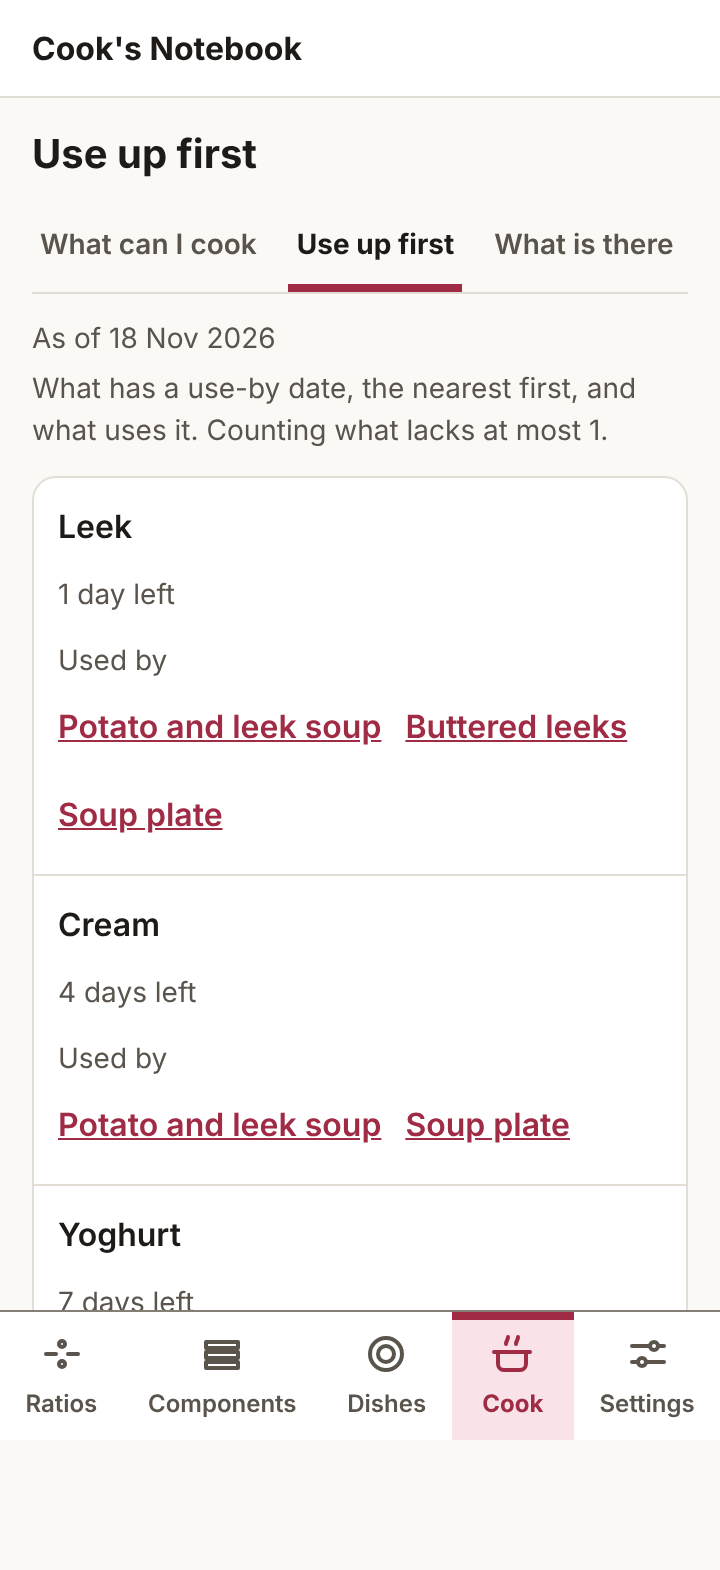 Cook's Notebook
Use up first
What can I cook
Use up first
What is there
As of 18 Nov 2026
What has a use-by date, the nearest first, and
what uses it. Counting what lacks at most 1.
Leek
1 day left
Used by
Potato and leek soup Buttered leeks
Soup plate
Cream
4 days left
Used by
Potato and leek soup Soup plate
Yoghurt
7 days left
Ratios
Components
Dishes
Cook
Settings